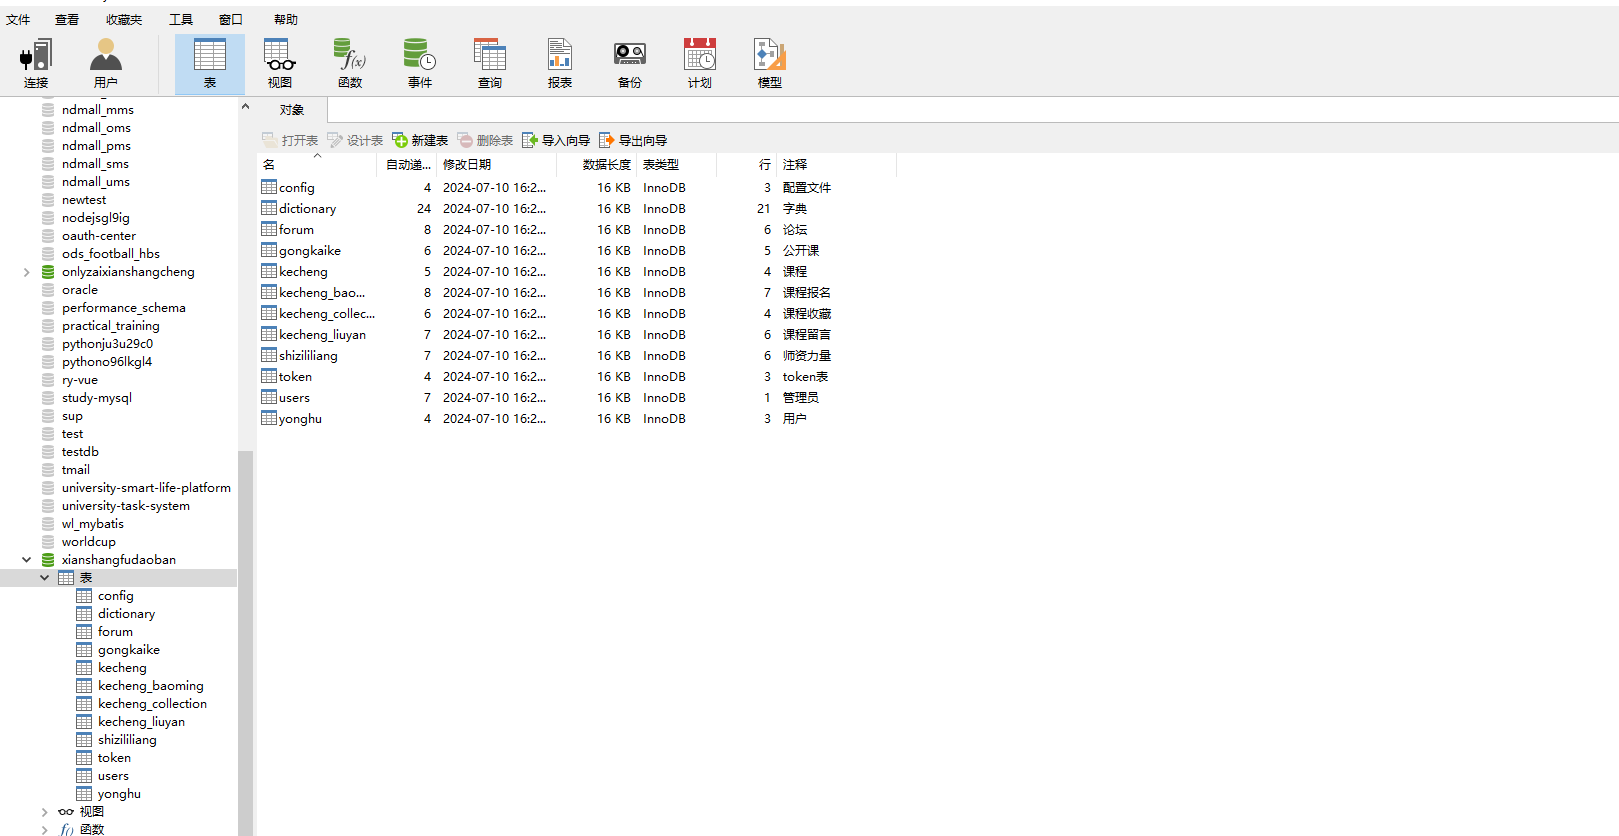 文件 查看 收藏夹 工具 窗口 帮助
连接 用户 表 视图 函数 事件 查询 报表 备份 计划 模型
ndmall_mms
ndmall_oms
ndmall_pms
ndmall_sms
ndmall_ums
newtest
nodejsgl9ig
oauth-center
ods_football_hbs
onlyzaixianshangcheng
oracle
performance_schema
practical_training
pythonju3u29c0
pythono96lkgl4
ry-vue
study-mysql
sup
test
testdb
tmail
university-smart-life-platform
university-task-system
wl_mybatis
worldcup
xianshangfudaoban
表
config
dictionary
forum
gongkaike
kecheng
kecheng_baoming
kecheng_collection
kecheng_liuyan
shizililiang
token
users
yonghu
视图
函数
对象
打开表 设计表 新建表 删除表 导入向导 导出向导
名 自动递... 修改日期 数据长度 表类型 行 注释
config 4 2024-07-10 16:2... 16 KB InnoDB 3 配置文件
dictionary 24 2024-07-10 16:2... 16 KB InnoDB 21 字典
forum 8 2024-07-10 16:2... 16 KB InnoDB 6 论坛
gongkaike 6 2024-07-10 16:2... 16 KB InnoDB 5 公开课
kecheng 5 2024-07-10 16:2... 16 KB InnoDB 4 课程
kecheng_bao... 8 2024-07-10 16:2... 16 KB InnoDB 7 课程报名
kecheng_collec... 6 2024-07-10 16:2... 16 KB InnoDB 4 课程收藏
kecheng_liuyan 7 2024-07-10 16:2... 16 KB InnoDB 6 课程留言
shizililiang 7 2024-07-10 16:2... 16 KB InnoDB 6 师资力量
token 4 2024-07-10 16:2... 16 KB InnoDB 3 token表
users 7 2024-07-10 16:2... 16 KB InnoDB 1 管理员
yonghu 4 2024-07-10 16:2... 16 KB InnoDB 3 用户